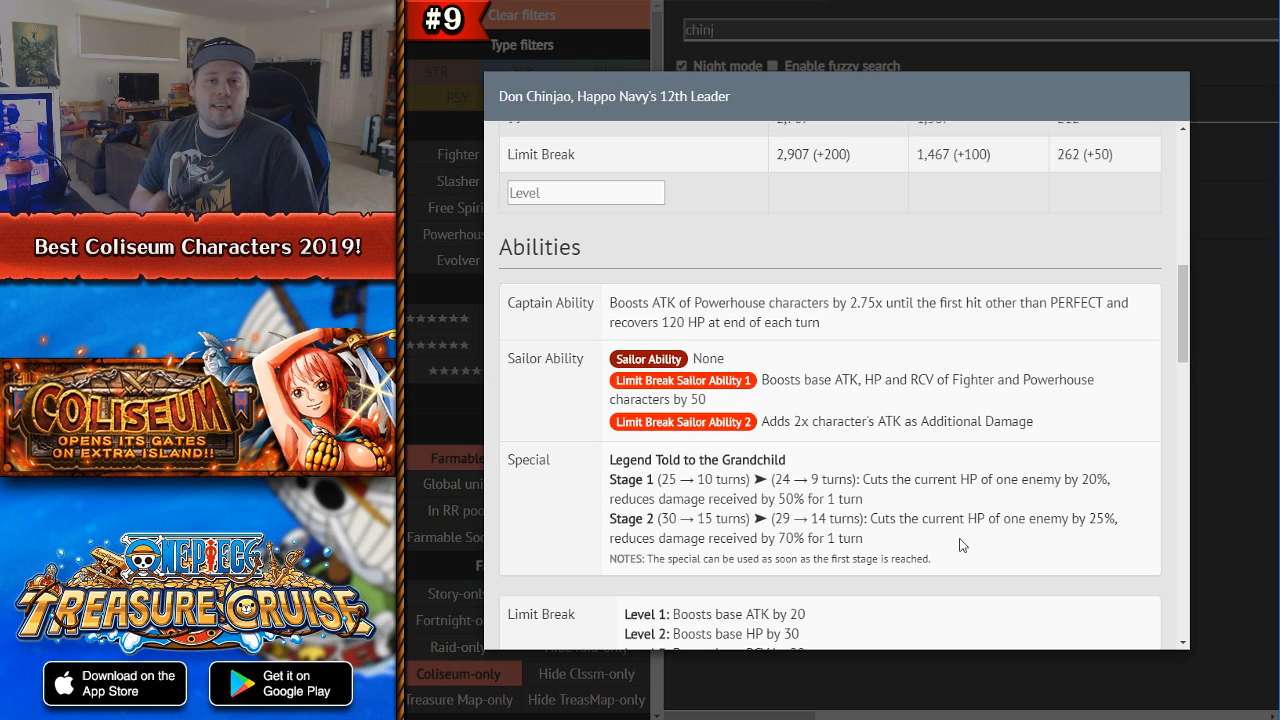 #9
Best Coliseum Characters 2019!
COLISEUM
OPENS ITS GATES
ON EXTRA ISLAND!!
ONE PIECE
TREASURE CRUISE
Download on the
App Store
Get it on
Google Play
Clear filters
Type filters
STR
PSY
Fighter
Slasher
Free Spiri
Powerhou
Evolver
★★★★★★
★★★★★★
★★★★★
Farmable
Global uni
In RR poo
Farmable Soc
Story-only
Fortnight-o
Raid-only
Coliseum-only
Hide Clssm-only
Treasure Map-only
Hide TreasMap-only
chinj
Night mode
Enable fuzzy search
Don Chinjao, Happo Navy's 12th Leader
Limit Break 2,907 (+200) 1,467 (+100) 262 (+50)
Level
Abilities
Captain Ability Boosts ATK of Powerhouse characters by 2.75x until the first hit other than PERFECT and
recovers 120 HP at end of each turn
Sailor Ability Sailor Ability None
Limit Break Sailor Ability 1 Boosts base ATK, HP and RCV of Fighter and Powerhouse
characters by 50
Limit Break Sailor Ability 2 Adds 2x character's ATK as Additional Damage
Special Legend Told to the Grandchild
Stage 1 (25 → 10 turns) ➤ (24 → 9 turns): Cuts the current HP of one enemy by 20%,
reduces damage received by 50% for 1 turn
Stage 2 (30 → 15 turns) ➤ (29 → 14 turns): Cuts the current HP of one enemy by 25%,
reduces damage received by 70% for 1 turn
NOTES: The special can be used as soon as the first stage is reached.
Limit Break Level 1: Boosts base ATK by 20
Level 2: Boosts base HP by 30